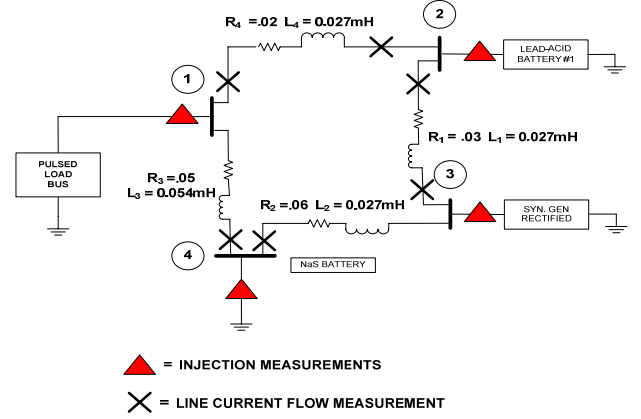 R₄ = .02 L₄ = 0.027mH
2
LEAD-ACID
BATTERY #1
1
R₁ = .03 L₁ = 0.027mH
PULSED
LOAD
BUS
R₃ = .05
L₃ = 0.054mH
3
R₂ = .06 L₂ = 0.027mH
SYN. GEN
RECTIFIED
4
NaS BATTERY
= INJECTION MEASUREMENTS
= LINE CURRENT FLOW MEASUREMENT